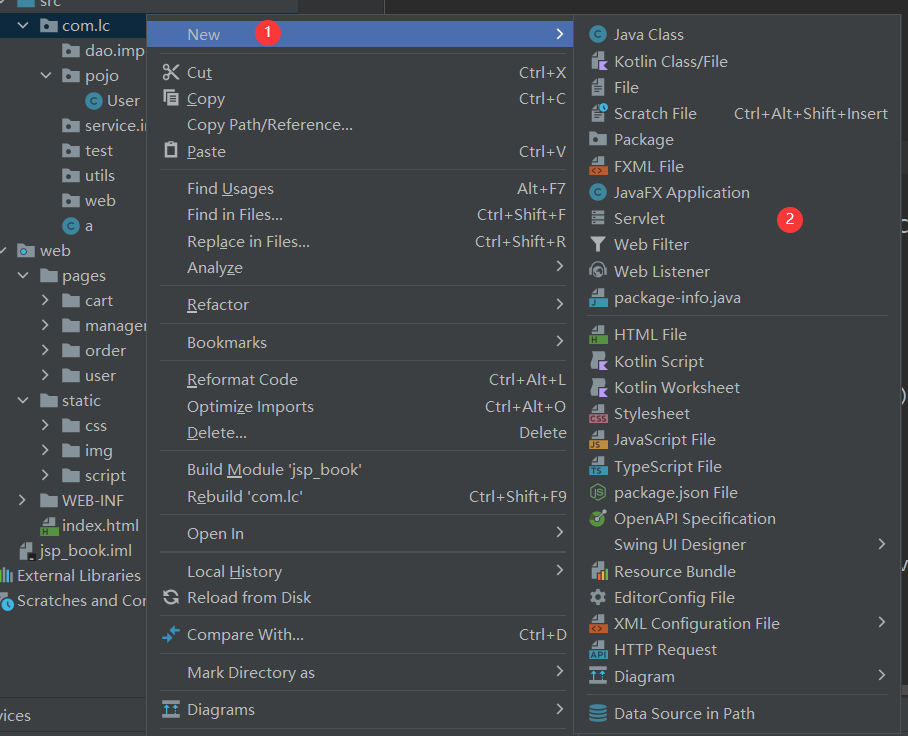 src
com.lc
dao.imp
pojo
User
service.i
test
utils
web
a
web
pages
cart
manager
order
user
static
css
img
script
WEB-INF
index.html
jsp_book.iml
External Libraries
Scratches and Con
vices
New 1
Cut Ctrl+X
Copy Ctrl+C
Copy Path/Reference...
Paste Ctrl+V
Find Usages Alt+F7
Find in Files... Ctrl+Shift+F
Replace in Files... Ctrl+Shift+R
Analyze
Refactor
Bookmarks
Reformat Code Ctrl+Alt+L
Optimize Imports Ctrl+Alt+O
Delete... Delete
Build Module 'jsp_book'
Rebuild 'com.lc' Ctrl+Shift+F9
Open In
Local History
Reload from Disk
Compare With... Ctrl+D
Mark Directory as
Diagrams
Java Class
Kotlin Class/File
File
Scratch File Ctrl+Alt+Shift+Insert
Package
FXML File
JavaFX Application
Servlet 2
Web Filter
Web Listener
package-info.java
HTML File
Kotlin Script
Kotlin Worksheet
Stylesheet
JavaScript File
TypeScript File
package.json File
OpenAPI Specification
Swing UI Designer
Resource Bundle
EditorConfig File
XML Configuration File
HTTP Request
Diagram
Data Source in Path